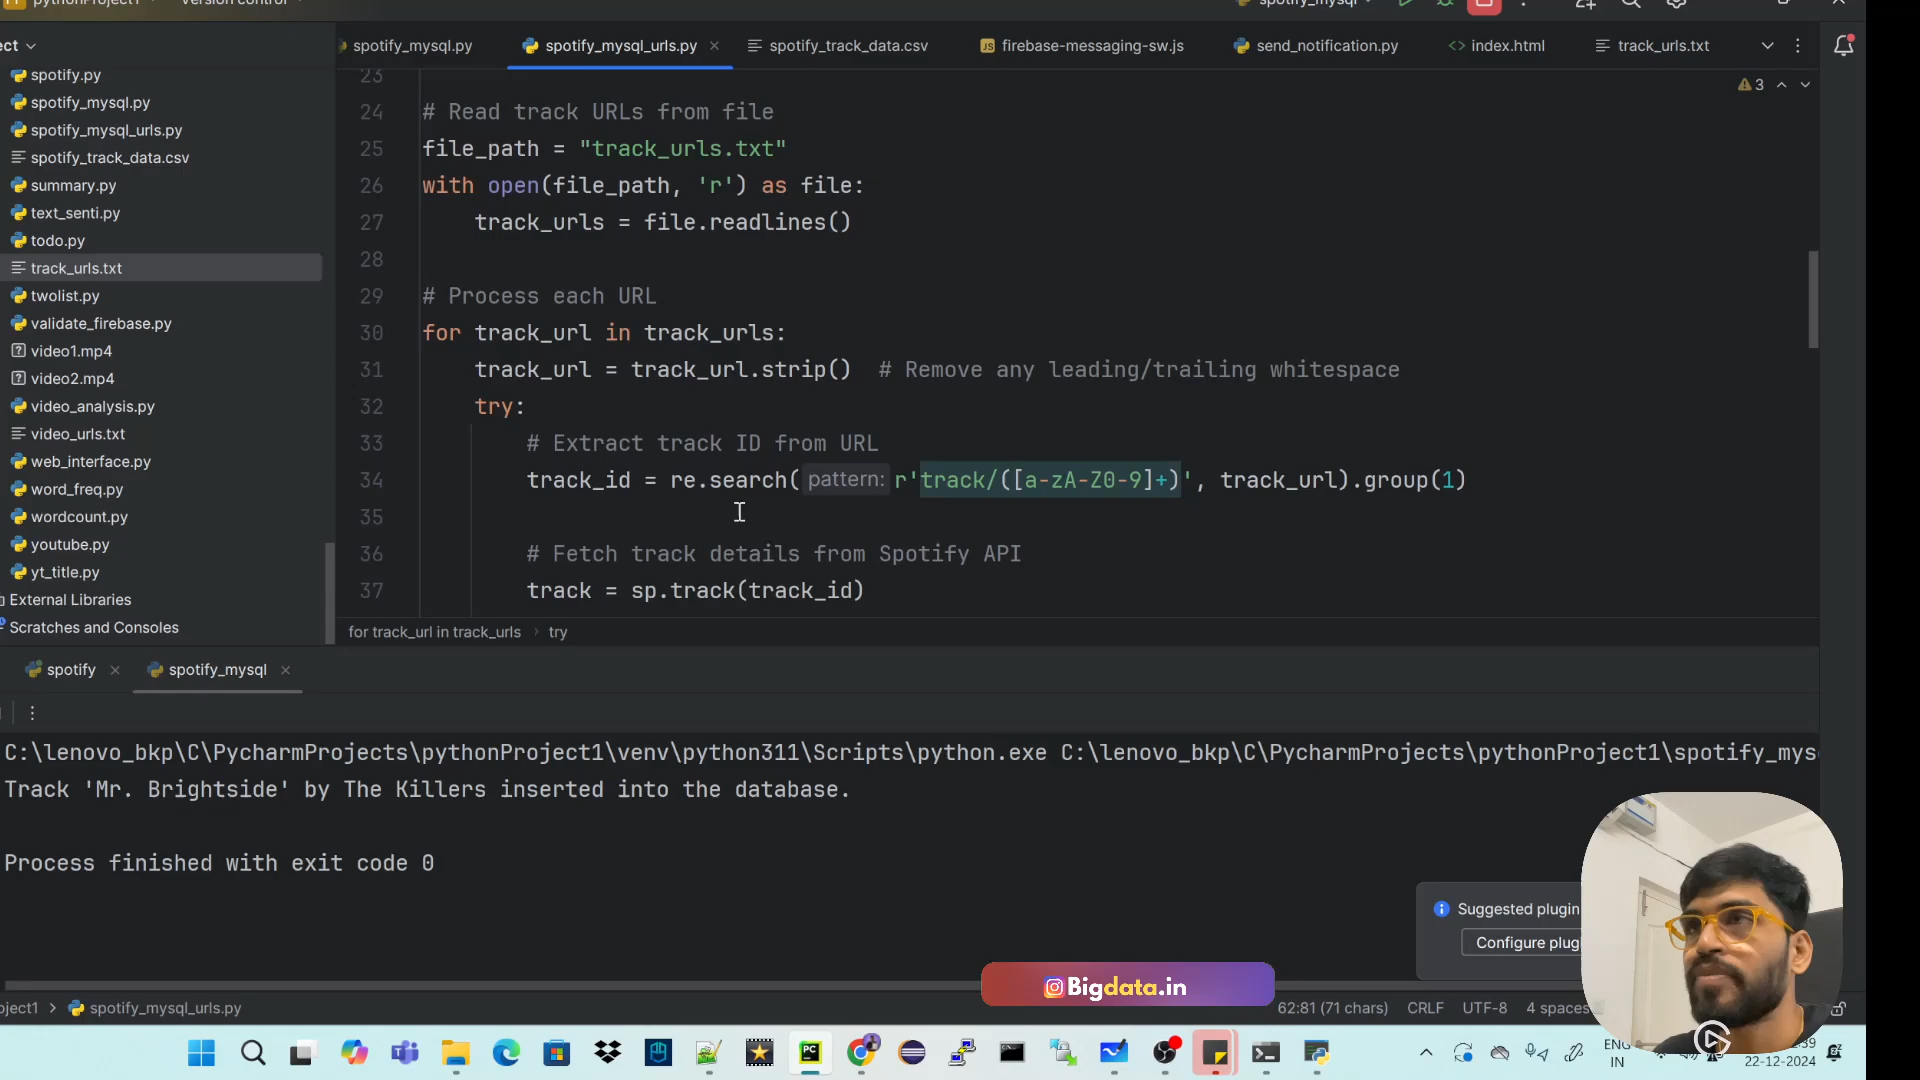 pythonProject1
Version control
spotify_mysql
ect
spotify_mysql.py
spotify_mysql_urls.py
spotify_track_data.csv
firebase-messaging-sw.js
send_notification.py
index.html
track_urls.txt
spotify.py
spotify_mysql.py
spotify_mysql_urls.py
spotify_track_data.csv
summary.py
text_senti.py
todo.py
track_urls.txt
twolist.py
validate_firebase.py
video1.mp4
video2.mp4
video_analysis.py
video_urls.txt
web_interface.py
word_freq.py
wordcount.py
youtube.py
yt_title.py
External Libraries
Scratches and Consoles
3
23
24 # Read track URLs from file
25 file_path = "track_urls.txt"
26 with open(file_path, 'r') as file:
27 track_urls = file.readlines()
28
29 # Process each URL
30 for track_url in track_urls:
31 track_url = track_url.strip() # Remove any leading/trailing whitespace
32 try:
33 # Extract track ID from URL
34 track_id = re.search( pattern: r'track/([a-zA-Z0-9]+)', track_url).group(1)
35
36 # Fetch track details from Spotify API
37 track = sp.track(track_id)
for track_url in track_urls › try
spotify
spotify_mysql
C:\lenovo_bkp\C\PycharmProjects\pythonProject1\venv\python311\Scripts\python.exe C:\lenovo_bkp\C\PycharmProjects\pythonProject1\spotify_mys
Track 'Mr. Brightside' by The Killers inserted into the database.
Process finished with exit code 0
Suggested plugin
Configure plug
Bigdata.in
oject1 › spotify_mysql_urls.py
62:81 (71 chars) CRLF UTF-8 4 spaces
ENG
IN
22-12-2024